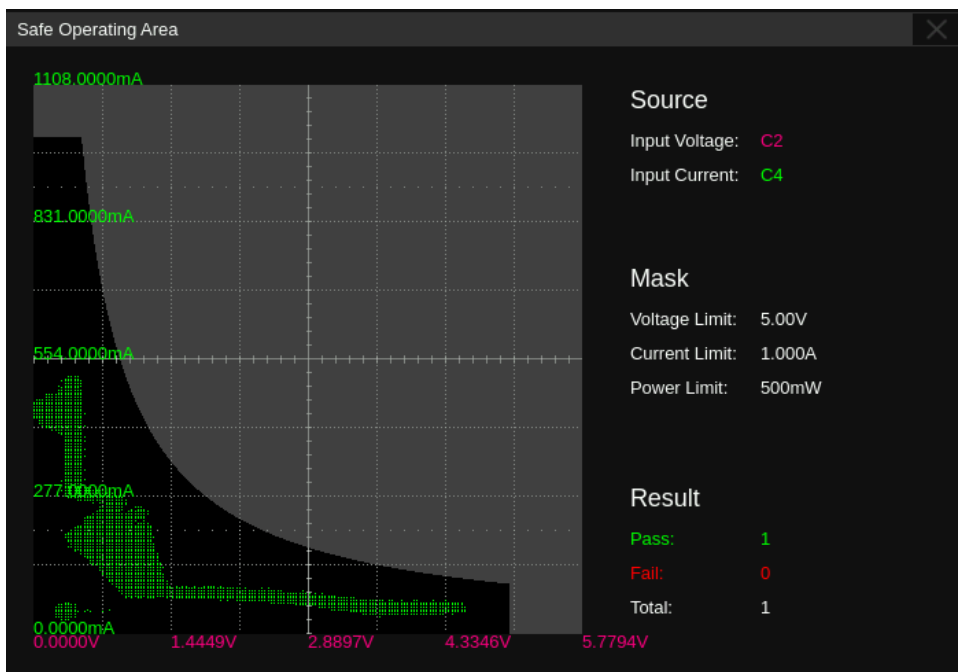 Safe Operating Area
1108.0000mA
831.0000mA
554.0000mA
277.0000mA
0.0000mA
0.0000V
1.4449V
2.8897V
4.3346V
5.7794V
Source
Input Voltage: C2
Input Current: C4
Mask
Voltage Limit: 5.00V
Current Limit: 1.000A
Power Limit: 500mW
Result
Pass: 1
Fail: 0
Total: 1